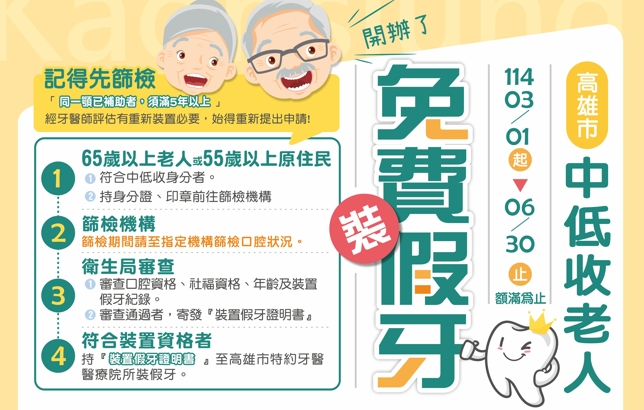 Kaohsiung
開辦了
記得先篩檢
「同一顎已補助者，須滿5年以上」
經牙醫師評估有重新裝置必要，始得重新提出申請!
1
65歲以上老人或55歲以上原住民
1 符合中低收身分者。
2 持身分證、印章前往篩檢機構
2
篩檢機構
篩檢期間請至指定機構篩檢口腔狀況。
3
衛生局審查
1 審查口腔資格、社福資格、年齡及裝置
假牙紀錄。
2 審查通過者，寄發『裝置假牙證明書』
4
符合裝置資格者
持『裝置假牙證明書』至高雄市特約牙醫
醫療院所裝假牙。
裝
免費假牙
114
03/01
起
06/30
止
額滿為止
高雄市
中低收老人